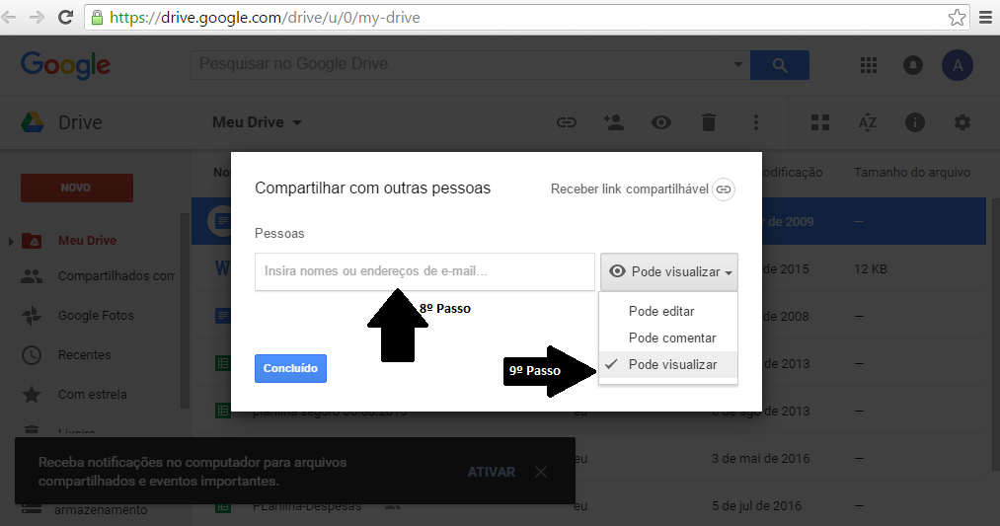 https://drive.google.com/drive/u/0/my-drive
Google
Pesquisar no Google Drive
A
Drive
Meu Drive
AZ
No
odificação
Tamanho do arquivo
NOVO
Compartilhar com outras pessoas
Receber link compartilhável
Meu Drive
de 2009
—
Pessoas
Compartilhados com
W
Insira nomes ou endereços de e-mail...
Pode visualizar
de 2015
12 KB
Google Fotos
8º Passo
Pode editar
de 2008
—
Pode comentar
Recentes
Concluído
9º Passo
Pode visualizar
de 2013
—
Com estrela
planilha seguro
2013
eu
de 2013
—
Lixeira
Receba notificações no computador para arquivos
compartilhados e eventos importantes.
ATIVAR
eu
3 de mai de 2016
—
armazenamento
PLanilha-Despesas
eu
5 de jul de 2016
—